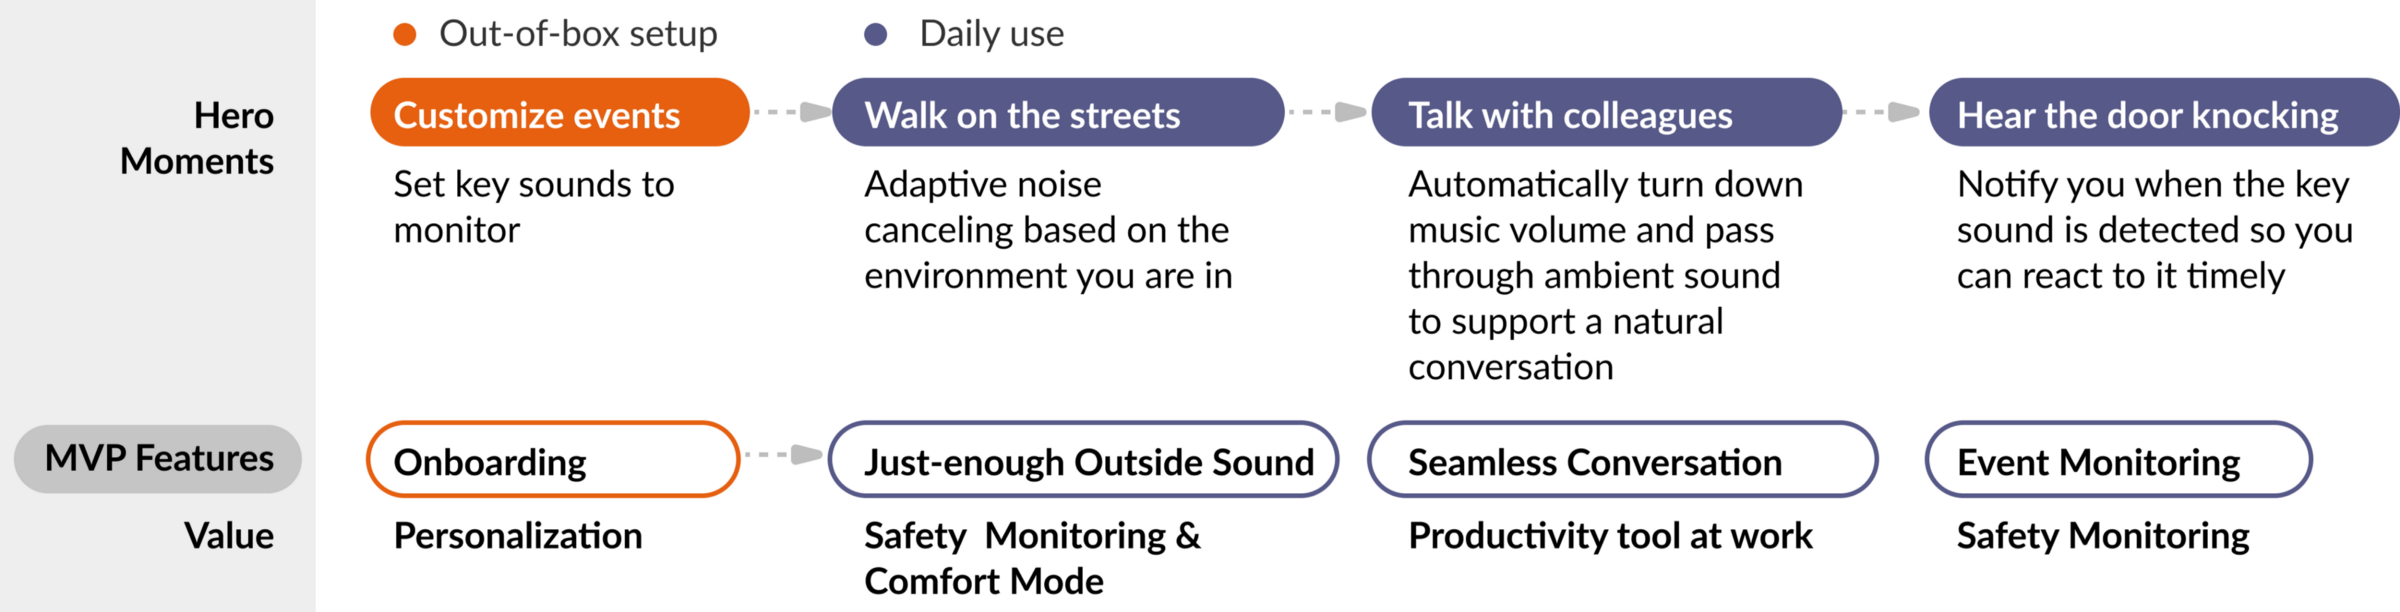 Out-of-box setup
Daily use
Hero
Moments
Customize events
Walk on the streets
Talk with colleagues
Hear the door knocking
Set key sounds to
monitor
Adaptive noise
canceling based on the
environment you are in
Automatically turn down
music volume and pass
through ambient sound
to support a natural
conversation
Notify you when the key
sound is detected so you
can react to it timely
MVP Features
Onboarding
Just-enough Outside Sound
Seamless Conversation
Event Monitoring
Value
Personalization
Safety  Monitoring &
Comfort Mode
Productivity tool at work
Safety Monitoring